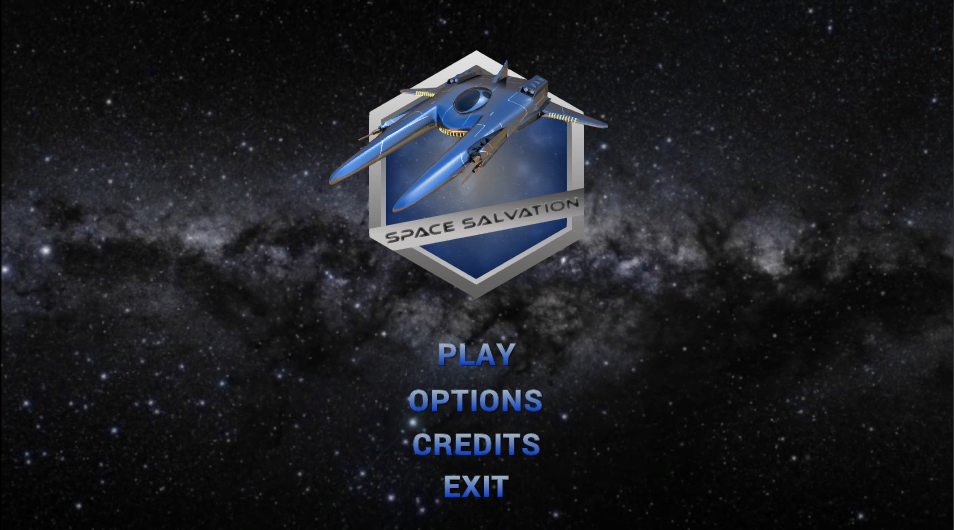 SPACE SALVATION
PLAY
OPTIONS
CREDITS
EXIT